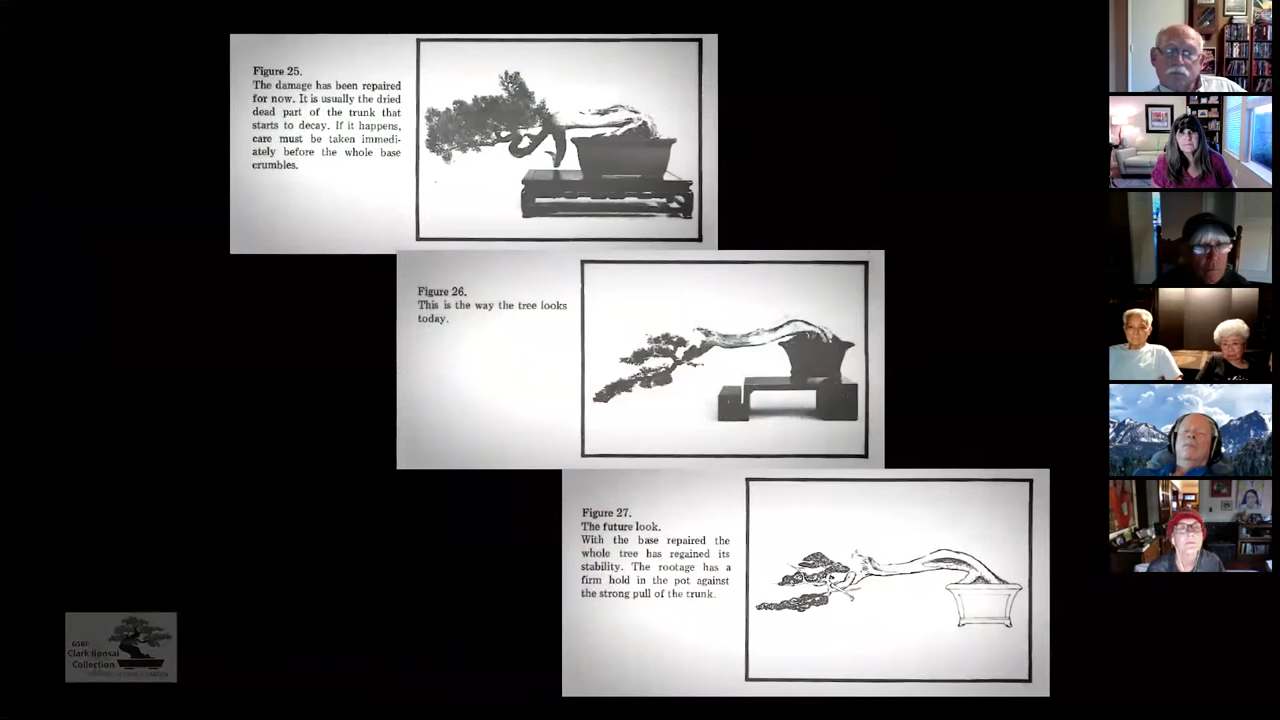 Figure 25.
The damage has been repaired
for now. It is usually the dried
dead part of the trunk that
starts to decay. If it happens,
care must be taken immedi-
ately before the whole base
crumbles.
Figure 26.
This is the way the tree looks
today.
Figure 27.
The future look.
With the base repaired the
whole tree has regained its
stability. The rootage has a
firm hold in the pot against
the strong pull of the trunk.
GSBF
Clark Bonsai
Collection